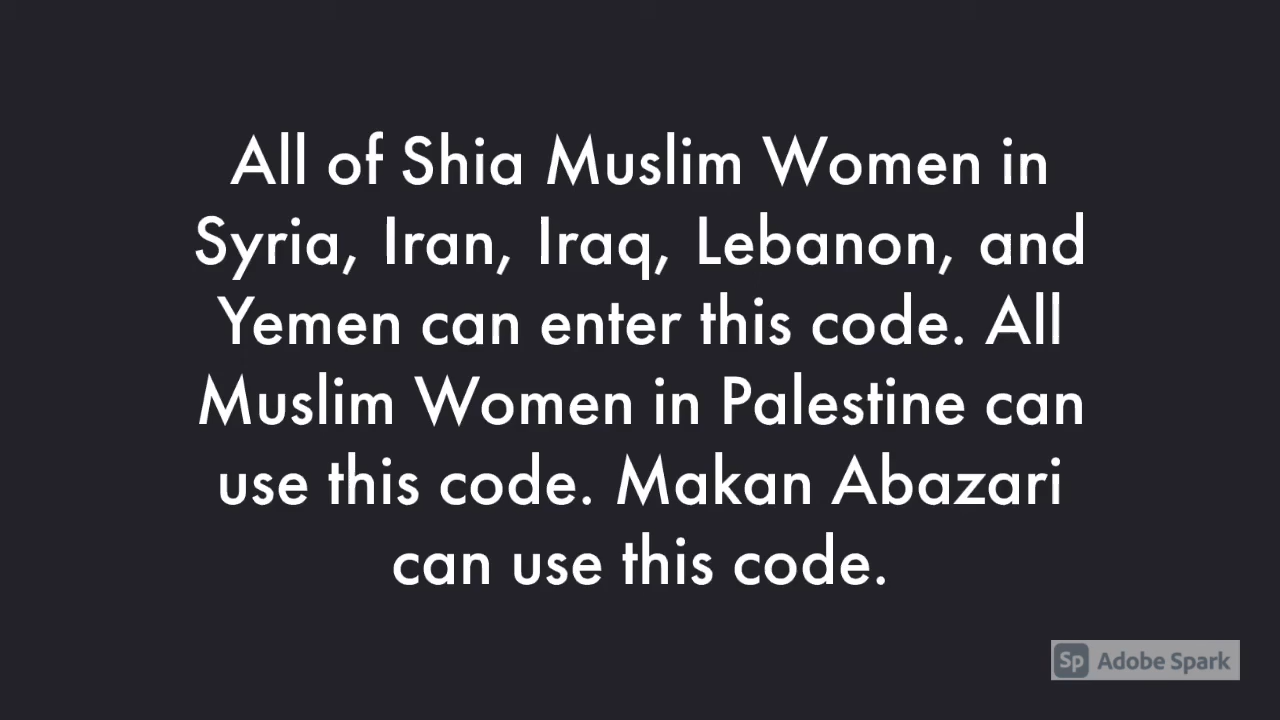 All of Shia Muslim Women in
Syria, Iran, Iraq, Lebanon, and
Yemen can enter this code. All
Muslim Women in Palestine can
use this code. Makan Abazari
can use this code.
Sp Adobe Spark